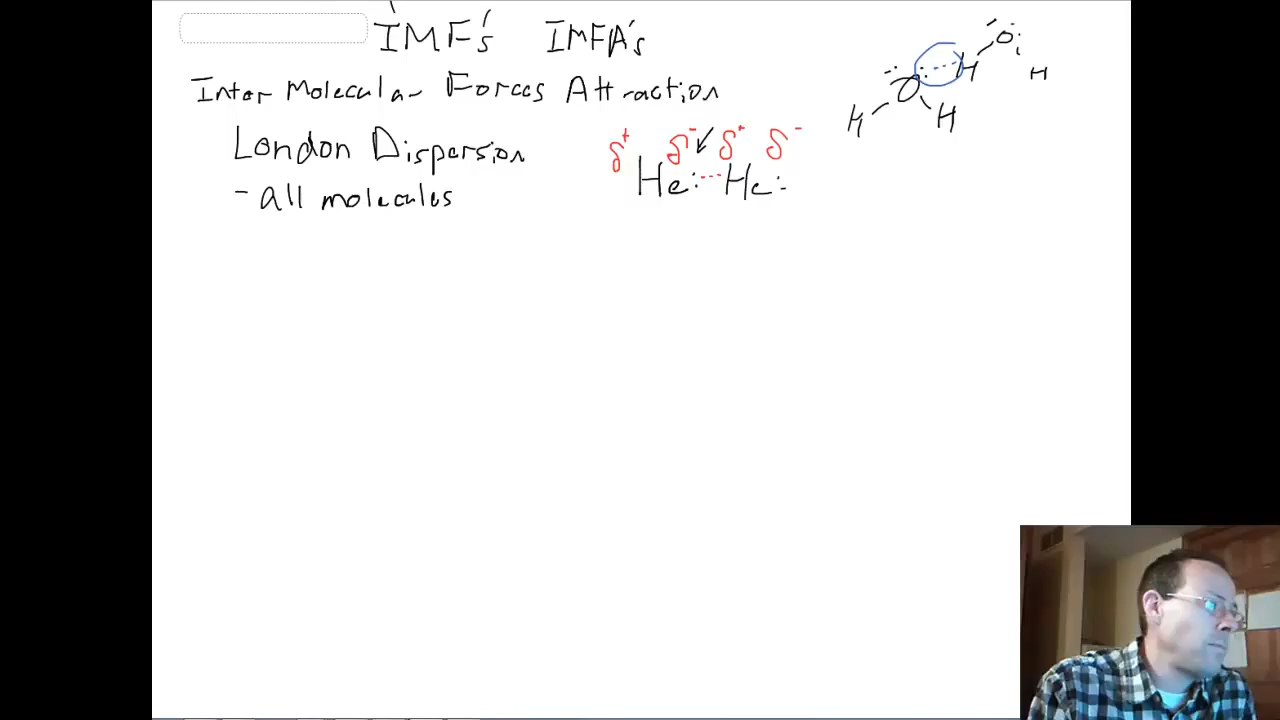 IMF's IMFA's
Inter Molecular Forces Attraction
London Dispersion
- all molecules
δ+ δ- δ+ δ-
He: --- He:
O H
H
O
H H